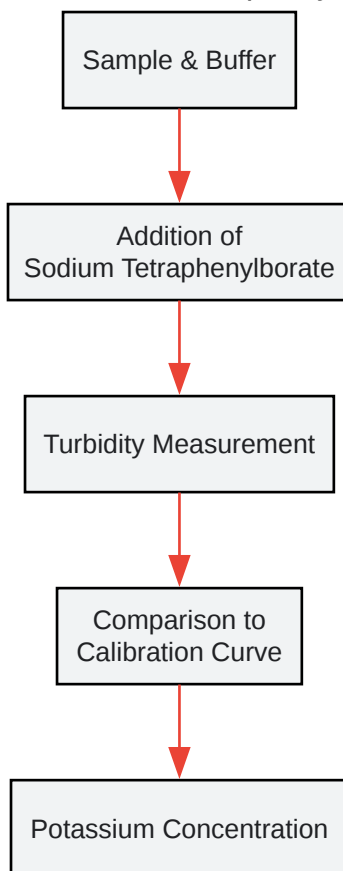 Sample & Buffer
Addition of
Sodium Tetraphenylborate
Turbidity Measurement
Comparison to
Calibration Curve
Potassium Concentration